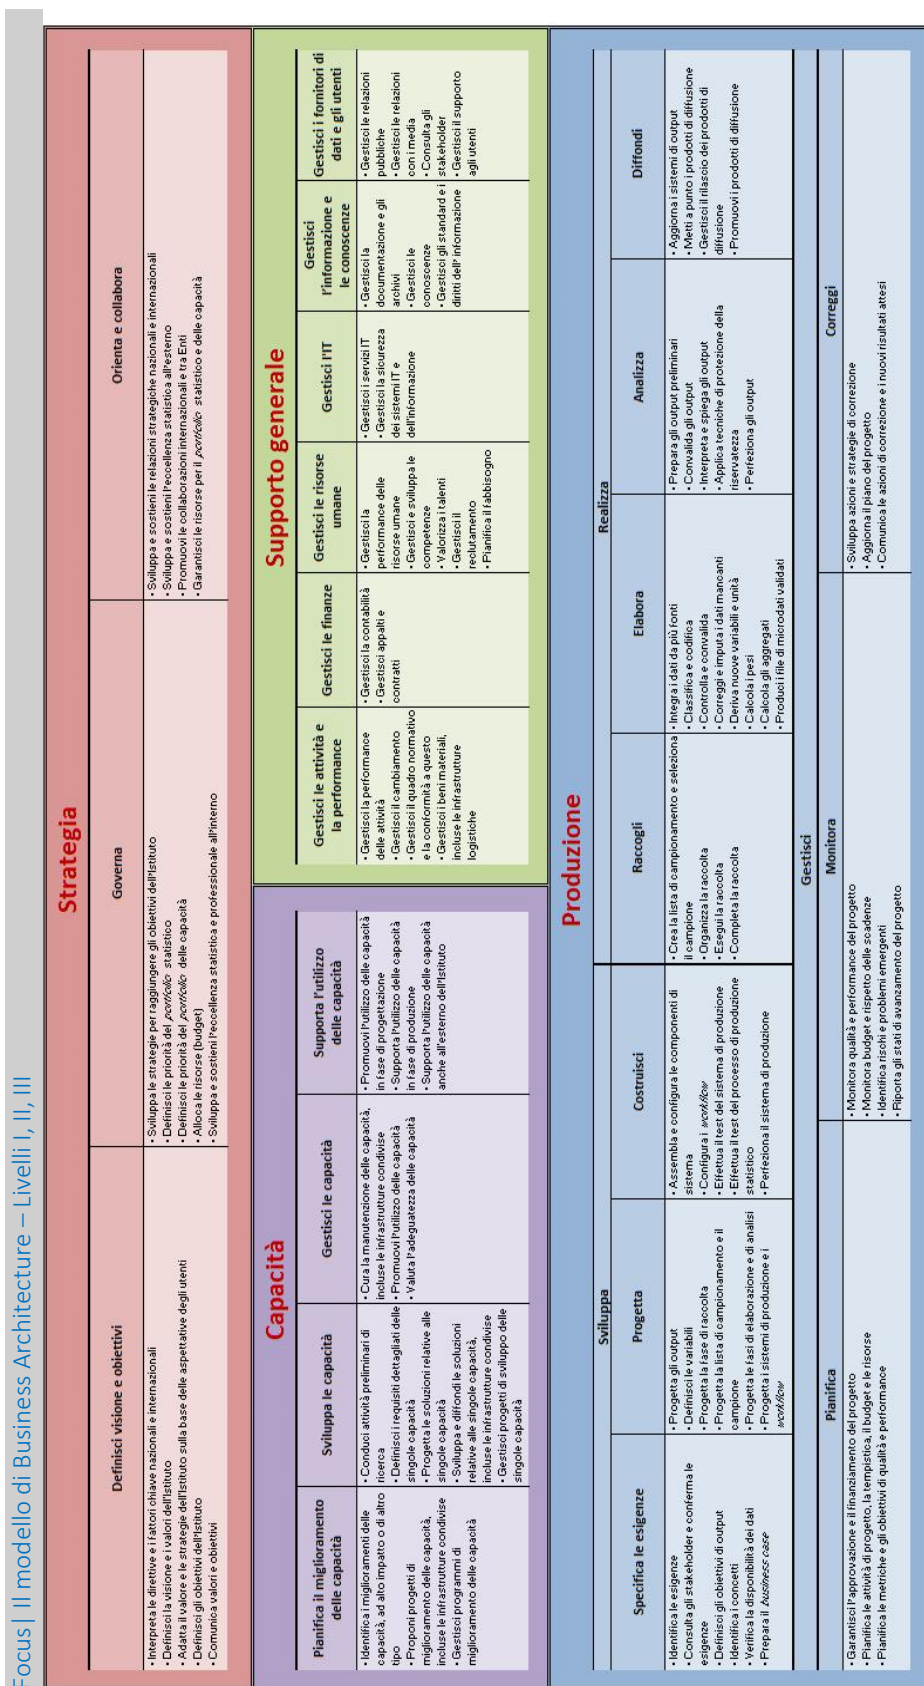 Focus| Il modello di Business Architecture – Livelli I, II, III
Strategia
Definisci visione e obiettivi
• Interpreta le direttive e i fattori chiave nazionali e internazionali
• Definisci la visione e i valori dell'Istituto
• Adatta il valore e le strategie dell'Istituto sulla base delle aspettative degli utenti
• Definisci gli obiettivi dell'Istituto
• Comunica valori e obiettivi
Governa
• Sviluppa le strategie per raggiungere gli obiettivi dell'Istituto
• Definisci le priorità del portfolio statistico
• Definisci le priorità del portfolio delle capacità
• Alloca le risorse (budget)
• Sviluppa e sostieni l'eccellenza statistica e professionale all'interno
Orienta e collabora
• Sviluppa e sostieni le relazioni strategiche nazionali e internazionali
• Sviluppa e sostieni l'eccellenza statistica all'esterno
• Promuovi le collaborazioni internazionali e tra Enti
• Garantisci le risorse per il portfolio statistico e delle capacità
Capacità
Pianifica il miglioramento
delle capacità
• Identifica i miglioramenti delle
capacità, ad alto impatto o di altro
tipo
• Proponi progetti di
miglioramento delle capacità,
incluse le infrastrutture condivise
• Gestisci programmi di
miglioramento delle capacità
Sviluppa le capacità
• Conduci attività preliminari di
ricerca
• Definisci i requisiti dettagliati delle
singole capacità
• Progetta le soluzioni relative alle
singole capacità
• Sviluppa e diffondi le soluzioni
relative alle singole capacità,
incluse le infrastrutture condivise
• Gestisci progetti di sviluppo delle
singole capacità
Gestisci le capacità
• Cura la manutenzione delle capacità,
incluse le infrastrutture condivise
• Promuovi l'utilizzo delle capacità
• Valuta l'adeguatezza delle capacità
Supporta l'utilizzo
delle capacità
• Promuovi l'utilizzo delle capacità
in fase di progettazione
• Supporta l'utilizzo delle capacità
in fase di produzione
• Supporta l'utilizzo delle capacità
anche all'esterno dell'Istituto
Supporto generale
Gestisci le attività e
la performance
• Gestisci la performance
delle attività
• Gestisci il cambiamento
• Gestisci il quadro normativo
e la conformità a questo
• Gestisci i beni materiali,
incluse le infrastrutture
logistiche
Gestisci le finanze
• Gestisci la contabilità
• Gestisci appalti e
contratti
Gestisci le risorse
umane
• Gestisci la
performance delle
risorse umane
• Gestisci e sviluppa le
competenze
• Valorizza i talenti
• Gestisci il
reclutamento
• Pianifica il fabbisogno
Gestisci l'IT
• Gestisci i servizi IT
• Gestisci la sicurezza
dei sistemi IT e
dell'informazione
Gestisci
l'informazione e
le conoscenze
• Gestisci la
documentazione e gli
archivi
• Gestisci le
conoscenze
• Gestisci gli standard e i
diritti dell' informazione
Gestisci i fornitori di
dati e gli utenti
• Gestisci le relazioni
pubbliche
• Gestisci le relazioni
con i media
• Consulta gli
stakeholder
• Gestisci il supporto
agli utenti
Produzione
Sviluppa
Specifica le esigenze
• Identifica le esigenze
• Consulta gli stakeholder e conferma le
esigenze
• Definisci gli obiettivi di output
• Identifica i concetti
• Verifica la disponibilità dei dati
• Prepara il business case
Progetta
• Progetta gli output
• Definisci le variabili
• Progetta la fase di raccolta
• Progetta la lista di campionamento e il
campione
• Progetta le fasi di elaborazione e di analisi
• Progetta i sistemi di produzione e i
workflow
Costruisci
• Assembla e configura le componenti di
sistema
• Configura i workflow
• Effettua il test del sistema di produzione
• Effettua il test del processo di produzione
statistico
• Perfeziona il sistema di produzione
Realizza
Raccogli
• Crea la lista di campionamento e seleziona
il campione
• Organizza la raccolta
• Esegui la raccolta
• Completa la raccolta
Elabora
• Integra i dati da più fonti
• Classifica e codifica
• Controlla e convalida
• Correggi e imputa i dati mancanti
• Deriva nuove variabili e unità
• Calcola i pesi
• Calcola gli aggregati
• Produci i file di microdati validati
Analizza
• Prepara gli output preliminari
• Convalida gli output
• Interpreta e spiega gli output
• Applica tecniche di protezione della
riservatezza
• Perfeziona gli output
Diffondi
• Aggiorna i sistemi di output
• Metti a punto i prodotti di diffusione
• Gestisci il rilascio dei prodotti di
diffusione
• Promuovi i prodotti di diffusione
Gestisci
Pianifica
• Garantisci l'approvazione e il finanziamento del progetto
• Pianifica le attività di progetto, la tempistica, il budget e le risorse
• Pianifica le metriche e gli obiettivi di qualità e performance
Monitora
• Monitora qualità e performance del progetto
• Monitora budget e rispetto delle scadenze
• Identifica rischi e problemi emergenti
• Riporta gli stati di avanzamento del progetto
Correggi
• Sviluppa azioni e strategie di correzione
• Aggiorna il piano del progetto
• Comunica le azioni di correzione e i nuovi risultati attesi